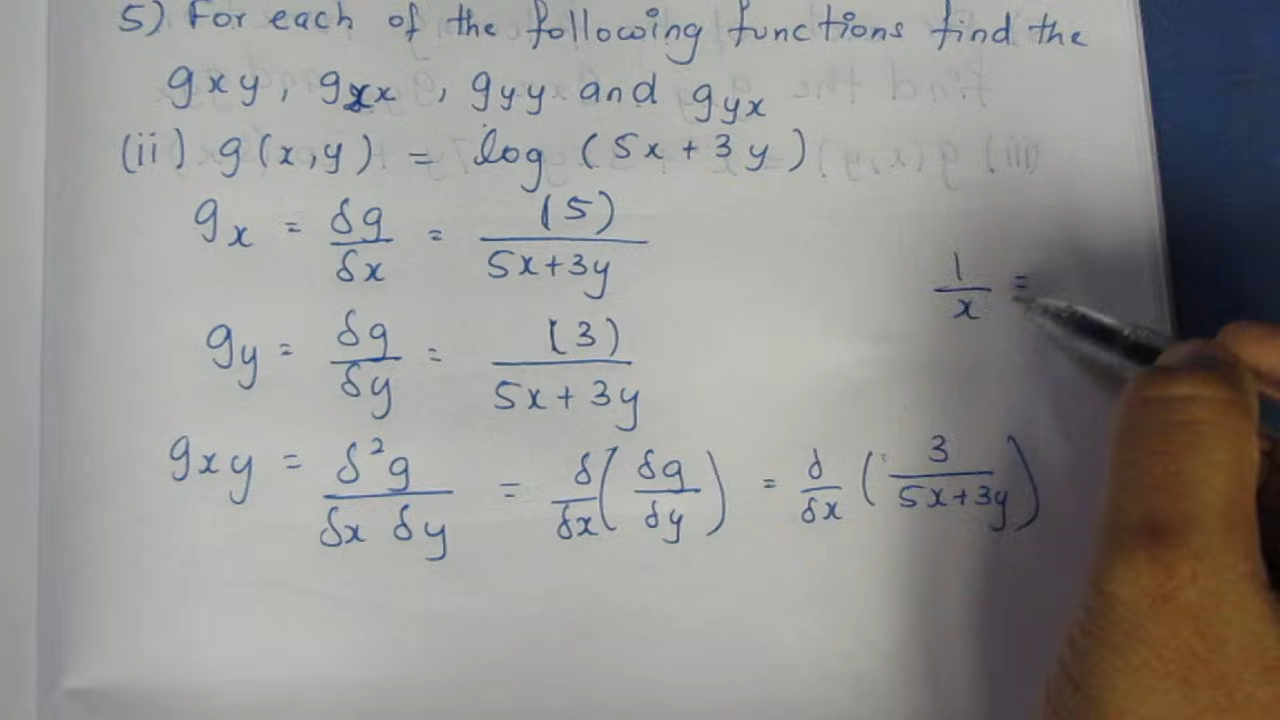 5) For each of the following functions find the
gxy, gxx, gyy and gyx
(ii) g(x,y) = log (5x+3y)
gx = δg/δx = (5)/5x+3y
1/x =
gy = δg/δy = (3)/5x+3y
gxy = δ²g/δx δy = δ/δx (δg/δy) = δ/δx (3/5x+3y)